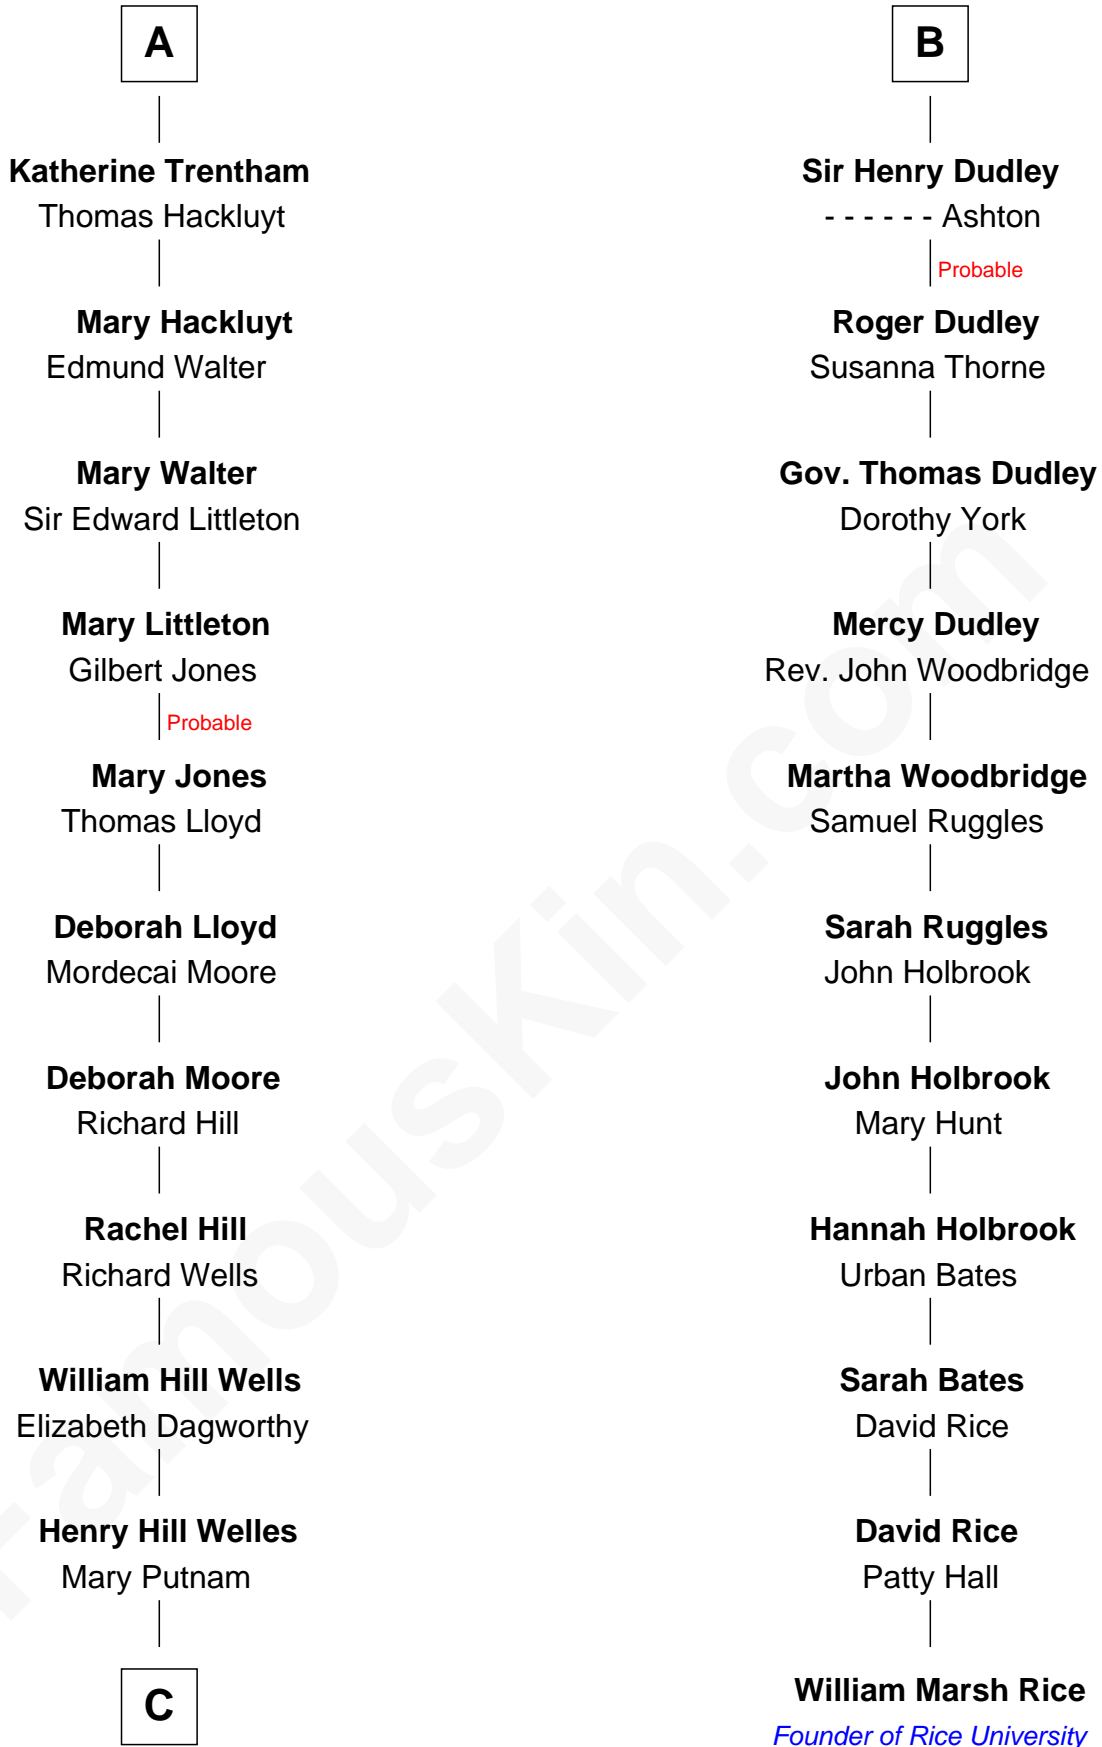 A
Katherine Trentham
Thomas Hackluyt
Mary Hackluyt
Edmund Walter
Mary Walter
Sir Edward Littleton
Mary Littleton
Gilbert Jones
Probable
Mary Jones
Thomas Lloyd
Deborah Lloyd
Mordecai Moore
Deborah Moore
Richard Hill
Rachel Hill
Richard Wells
William Hill Wells
Elizabeth Dagworthy
Henry Hill Welles
Mary Putnam
C
B
Sir Henry Dudley
- - - - - - Ashton
Probable
Roger Dudley
Susanna Thorne
Gov. Thomas Dudley
Dorothy York
Mercy Dudley
Rev. John Woodbridge
Martha Woodbridge
Samuel Ruggles
Sarah Ruggles
John Holbrook
John Holbrook
Mary Hunt
Hannah Holbrook
Urban Bates
Sarah Bates
David Rice
David Rice
Patty Hall
William Marsh Rice
Founder of Rice University
FamousKin.com